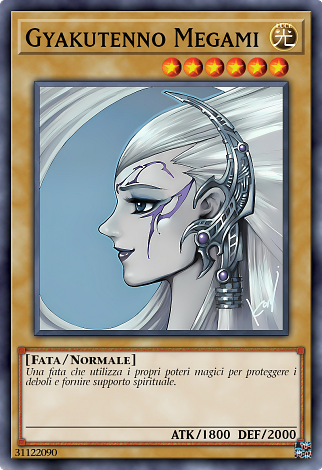 Gyakutenno Megami
光
[Fata/Normale]
Una fata che utilizza i propri poteri magici per proteggere i
deboli e fornire supporto spirituale.
ATK/1800 DEF/2000
31122090